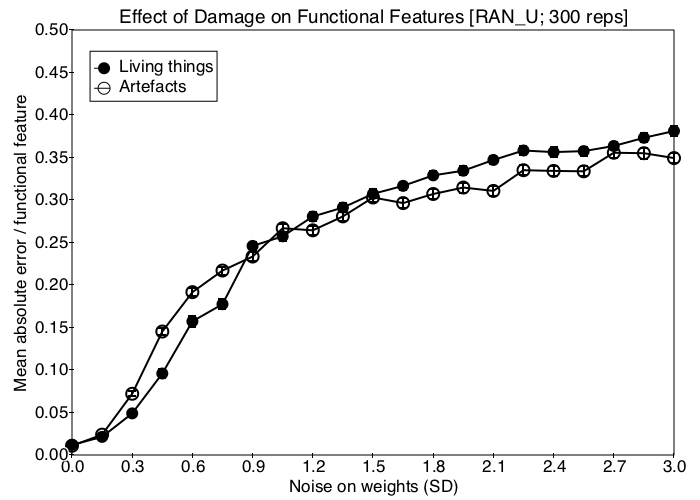 Effect of Damage on Functional Features [RAN_U; 300 reps]
0.50
0.45
0.40
0.35
0.30
0.25
0.20
0.15
0.10
0.05
0.00
Mean absolute error / functional feature
Living things
Artefacts
0.0 0.3 0.6 0.9 1.2 1.5 1.8 2.1 2.4 2.7 3.0
Noise on weights (SD)